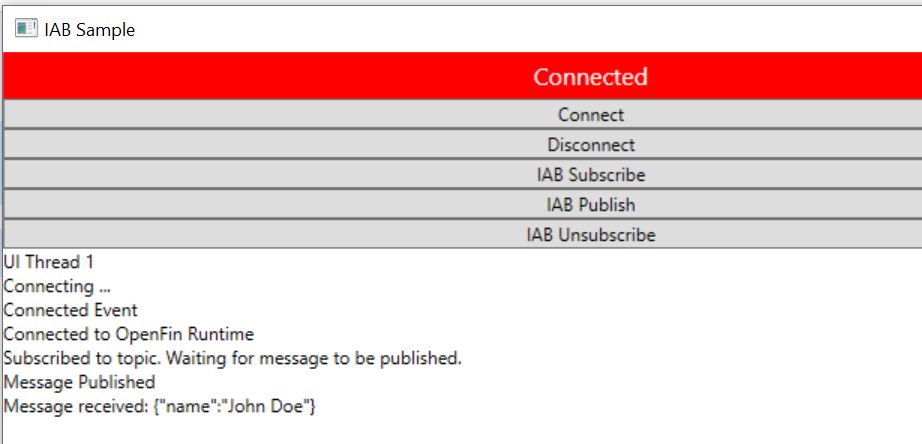 IAB Sample
Connected
Connect
Disconnect
IAB Subscribe
IAB Publish
IAB Unsubscribe
UI Thread 1
Connecting ...
Connected Event
Connected to OpenFin Runtime
Subscribed to topic. Waiting for message to be published.
Message Published
Message received: {"name":"John Doe"}